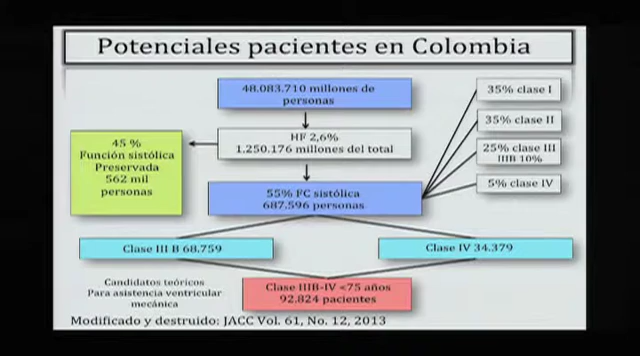 Potenciales pacientes en Colombia
48.083.710 millones de
personas
35% clase I
35% clase II
25% clase III
IIIB 10%
5% clase IV
HF 2,6%
1.250.176 millones del total
45 %
Función sistólica
Preservada
562 mil
personas
55% FC sistólica
687.596 personas
Clase III B 68.759
Clase IV 34.379
Candidatos teóricos
Para asistencia ventricular
mecánica
Clase IIIB-IV <75 años
92.824 pacientes
Modificado y destruido: JACC Vol. 61, No. 12, 2013